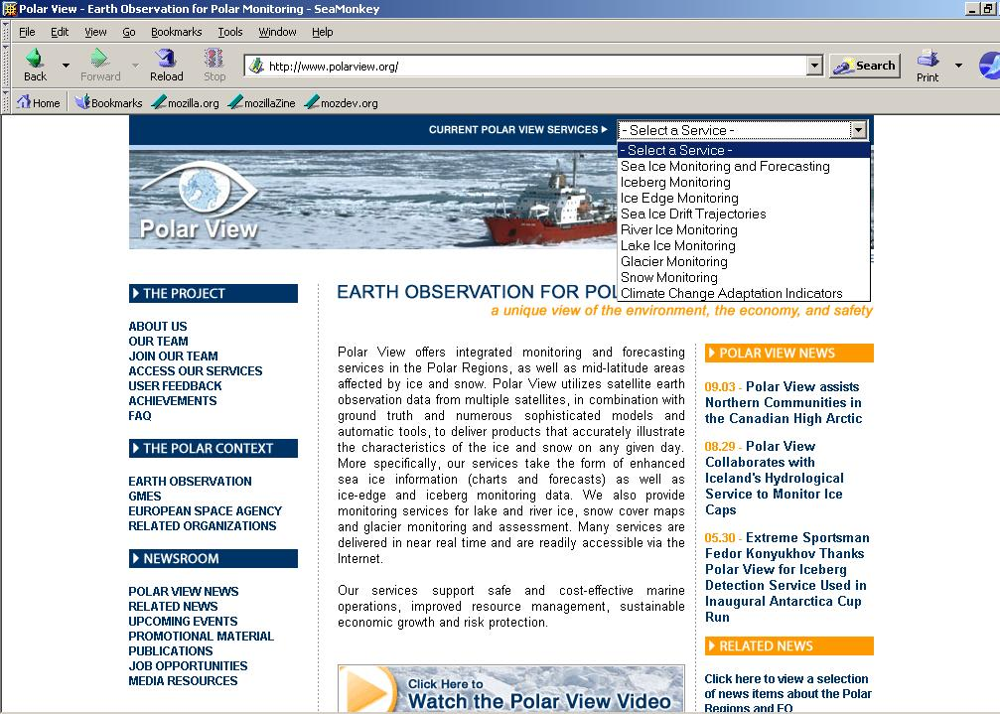 Polar View - Earth Observation for Polar Monitoring - SeaMonkey
File Edit View Go Bookmarks Tools Window Help
Back Forward Reload Stop http://www.polarview.org/ Search Print
Home Bookmarks mozilla.org mozillaZine mozdev.org
CURRENT POLAR VIEW SERVICES - Select a Service -
- Select a Service -
Sea Ice Monitoring and Forecasting
Iceberg Monitoring
Ice Edge Monitoring
Sea Ice Drift Trajectories
River Ice Monitoring
Lake Ice Monitoring
Glacier Monitoring
Snow Monitoring
Climate Change Adaptation Indicators
Polar View
THE PROJECT
ABOUT US
OUR TEAM
JOIN OUR TEAM
ACCESS OUR SERVICES
USER FEEDBACK
ACHIEVEMENTS
FAQ
THE POLAR CONTEXT
EARTH OBSERVATION
GMES
EUROPEAN SPACE AGENCY
RELATED ORGANIZATIONS
NEWSROOM
POLAR VIEW NEWS
RELATED NEWS
UPCOMING EVENTS
PROMOTIONAL MATERIAL
PUBLICATIONS
JOB OPPORTUNITIES
MEDIA RESOURCES
EARTH OBSERVATION FOR POL
a unique view of the environment, the economy, and safety
Polar View offers integrated monitoring and forecasting
services in the Polar Regions, as well as mid-latitude areas
affected by ice and snow. Polar View utilizes satellite earth
observation data from multiple satellites, in combination with
ground truth and numerous sophisticated models and
automatic tools, to deliver products that accurately illustrate
the characteristics of the ice and snow on any given day.
More specifically, our services take the form of enhanced
sea ice information (charts and forecasts) as well as
ice-edge and iceberg monitoring data. We also provide
monitoring services for lake and river ice, snow cover maps
and glacier monitoring and assessment. Many services are
delivered in near real time and are readily accessible via the
Internet.
Our services support safe and cost-effective marine
operations, improved resource management, sustainable
economic growth and risk protection.
Click Here to
Watch the Polar View Video
POLAR VIEW NEWS
09.03 - Polar View assists
Northern Communities in
the Canadian High Arctic
08.29 - Polar View
Collaborates with
Iceland's Hydrological
Service to Monitor Ice
Caps
05.30 - Extreme Sportsman
Fedor Konyukhov Thanks
Polar View for Iceberg
Detection Service Used in
Inaugural Antarctica Cup
Run
RELATED NEWS
Click here to view a selection
of news items about the Polar
Regions and EO